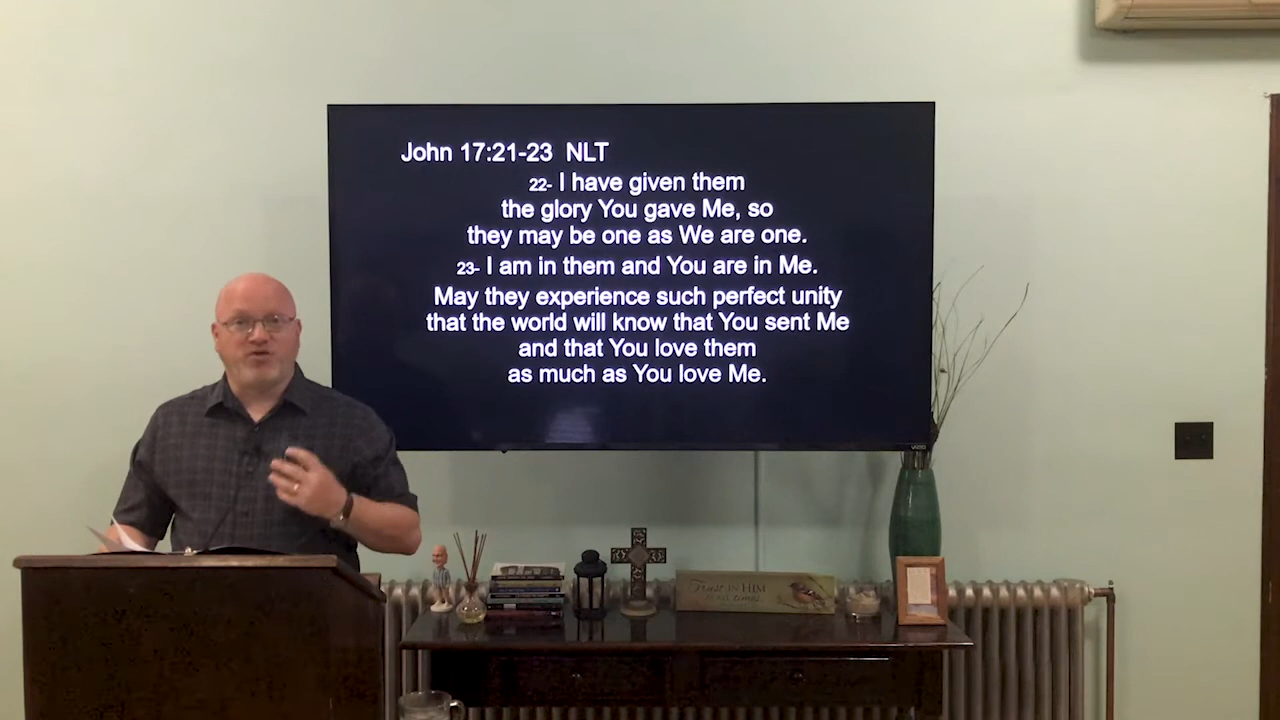 John 17:21-23 NLT
22- I have given them
the glory You gave Me, so
they may be one as We are one.
23- I am in them and You are in Me.
May they experience such perfect unity
that the world will know that You sent Me
and that You love them
as much as You love Me.
VIZIO
Trust IN HIM